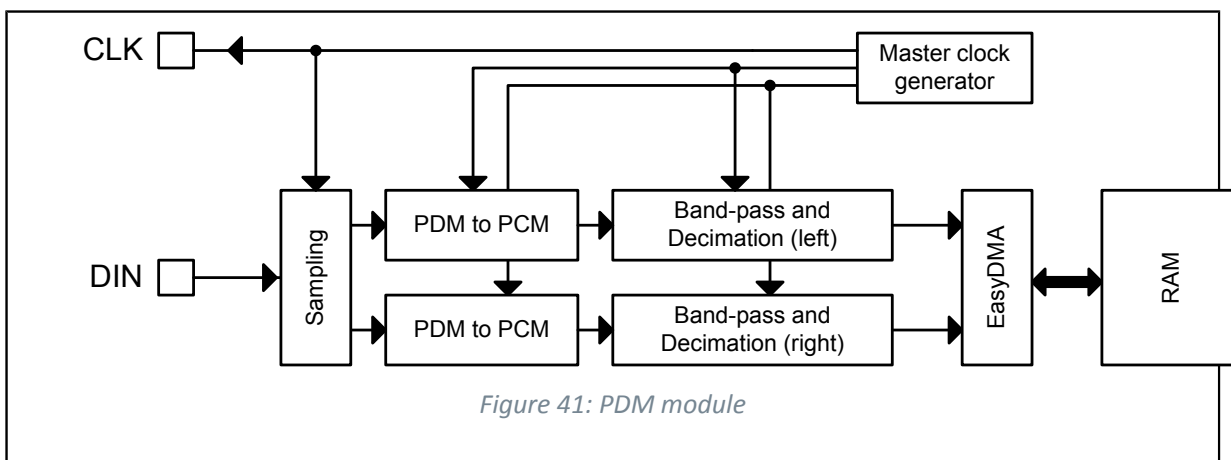 CLK
Master clock
generator
DIN
Sampling
PDM to PCM
Band-pass and
Decimation (left)
PDM to PCM
Band-pass and
Decimation (right)
EasyDMA
RAM
Figure 41: PDM module